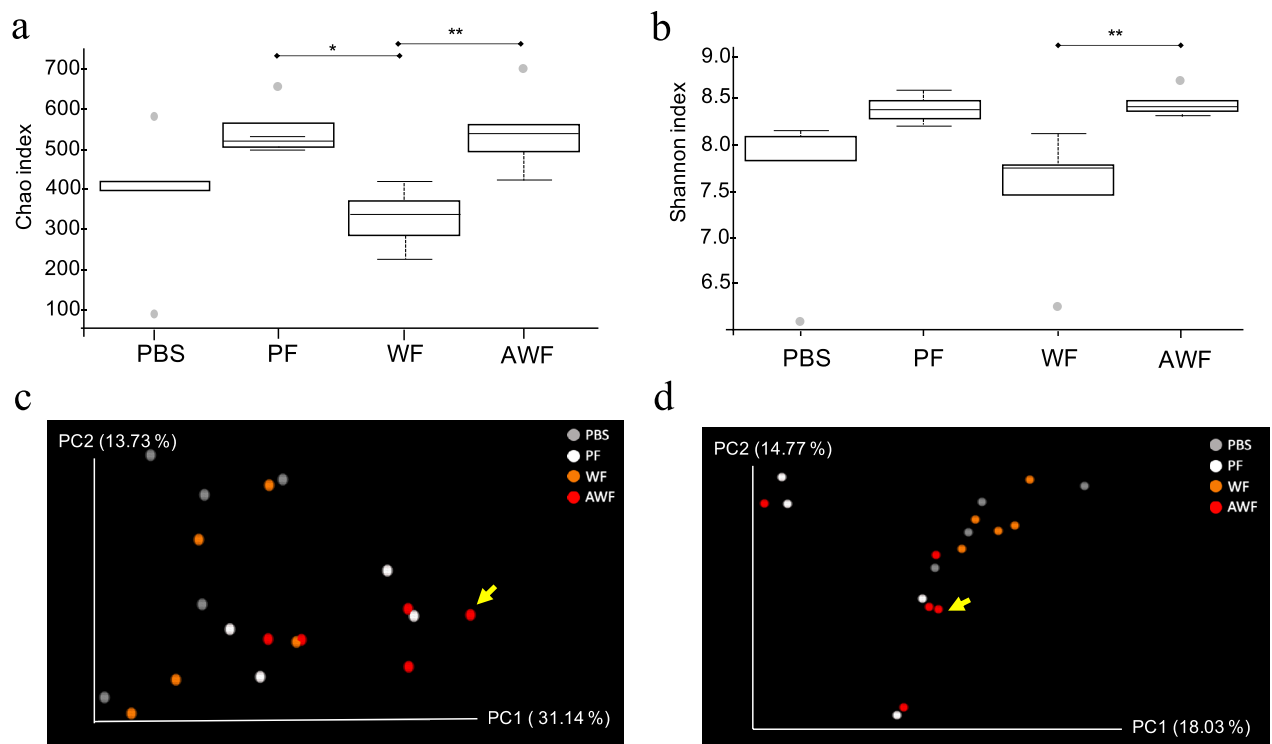 a
*
**
Chao index
700
600
500
400
300
200
100
PBS
PF
WF
AWF
b
**
Shannon index
9.0
8.5
8.0
7.5
7.0
6.5
PBS
PF
WF
AWF
c
PC2 (13.73 %)
PBS
PF
WF
AWF
PC1 ( 31.14 %)
d
PC2 (14.77 %)
PBS
PF
WF
AWF
PC1 (18.03 %)